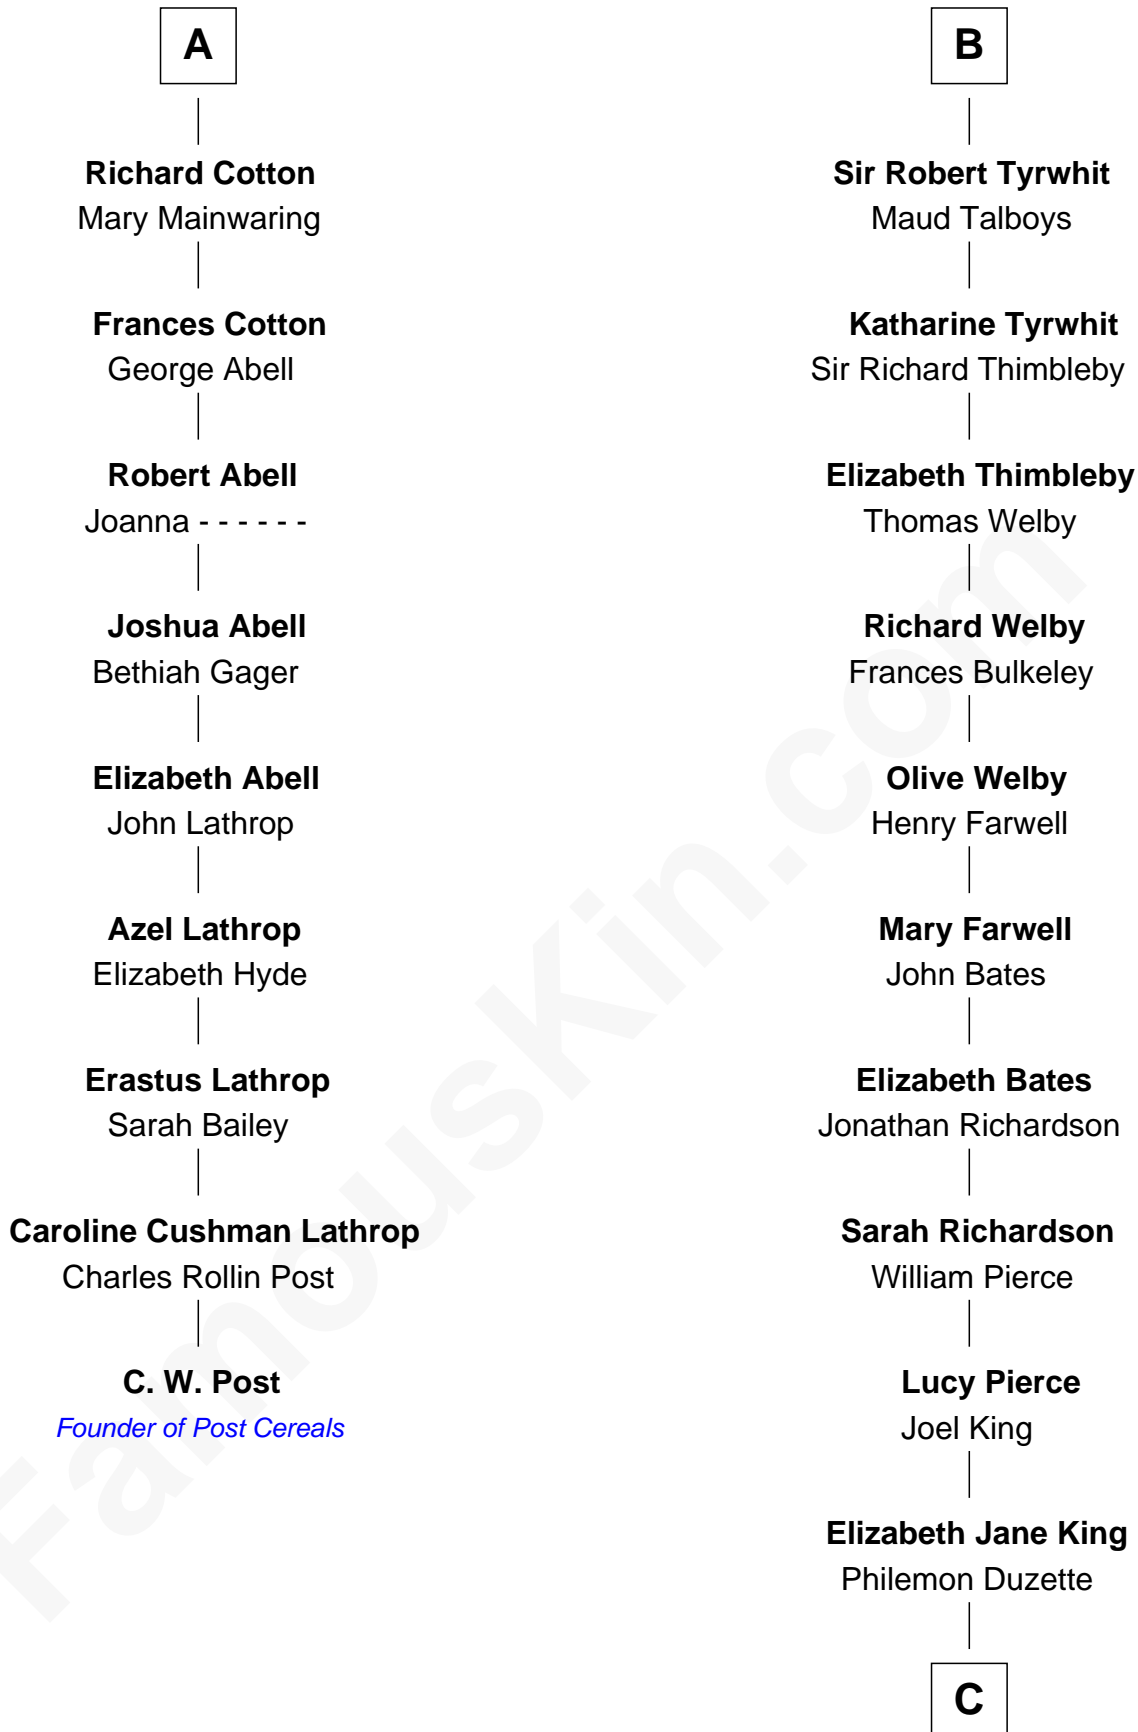 A
Richard Cotton
Mary Mainwaring
Frances Cotton
George Abell
Robert Abell
Joanna - - - - - -
Joshua Abell
Bethiah Gager
Elizabeth Abell
John Lathrop
Azel Lathrop
Elizabeth Hyde
Erastus Lathrop
Sarah Bailey
Caroline Cushman Lathrop
Charles Rollin Post
C. W. Post
Founder of Post Cereals
B
Sir Robert Tyrwhit
Maud Talboys
Katharine Tyrwhit
Sir Richard Thimbleby
Elizabeth Thimbleby
Thomas Welby
Richard Welby
Frances Bulkeley
Olive Welby
Henry Farwell
Mary Farwell
John Bates
Elizabeth Bates
Jonathan Richardson
Sarah Richardson
William Pierce
Lucy Pierce
Joel King
Elizabeth Jane King
Philemon Duzette
C
FamousKin.com